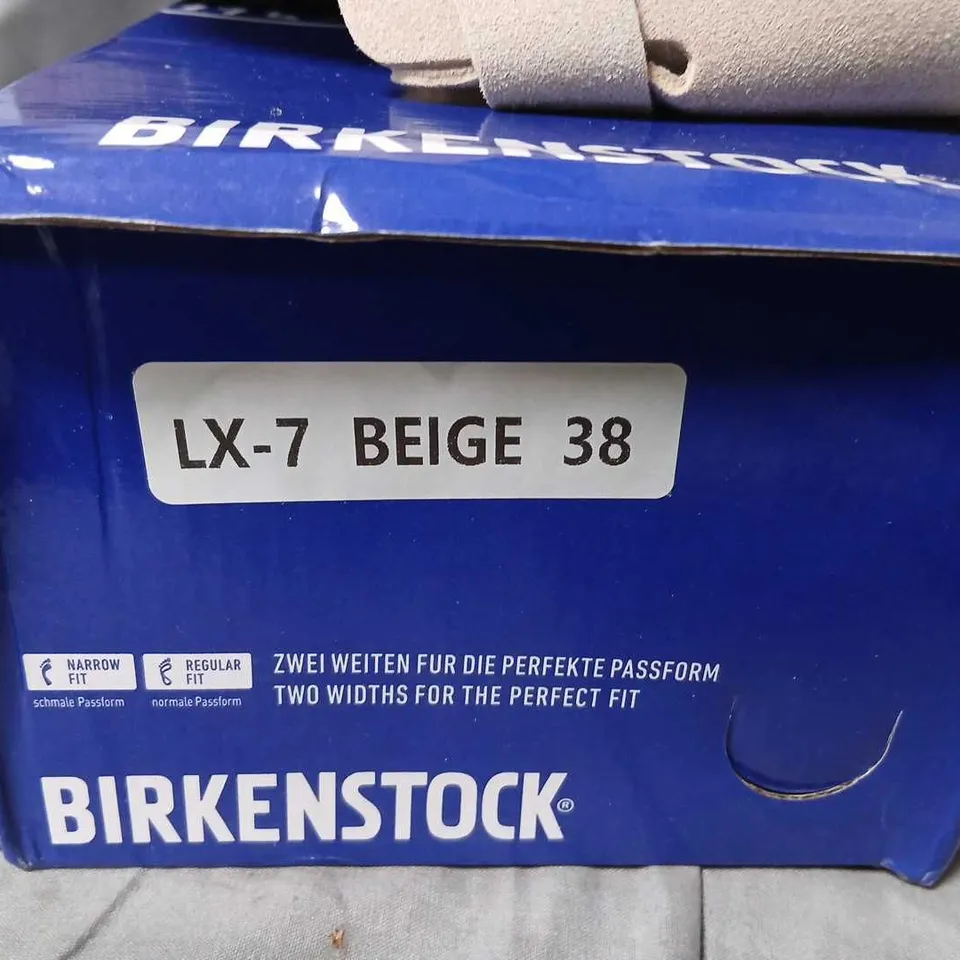 BIRKENSTOCK
LX-7 BEIGE 38
NARROW FIT
schmale Passform
REGULAR FIT
normale Passform
ZWEI WEITEN FUR DIE PERFEKTE PASSFORM
TWO WIDTHS FOR THE PERFECT FIT
BIRKENSTOCK®